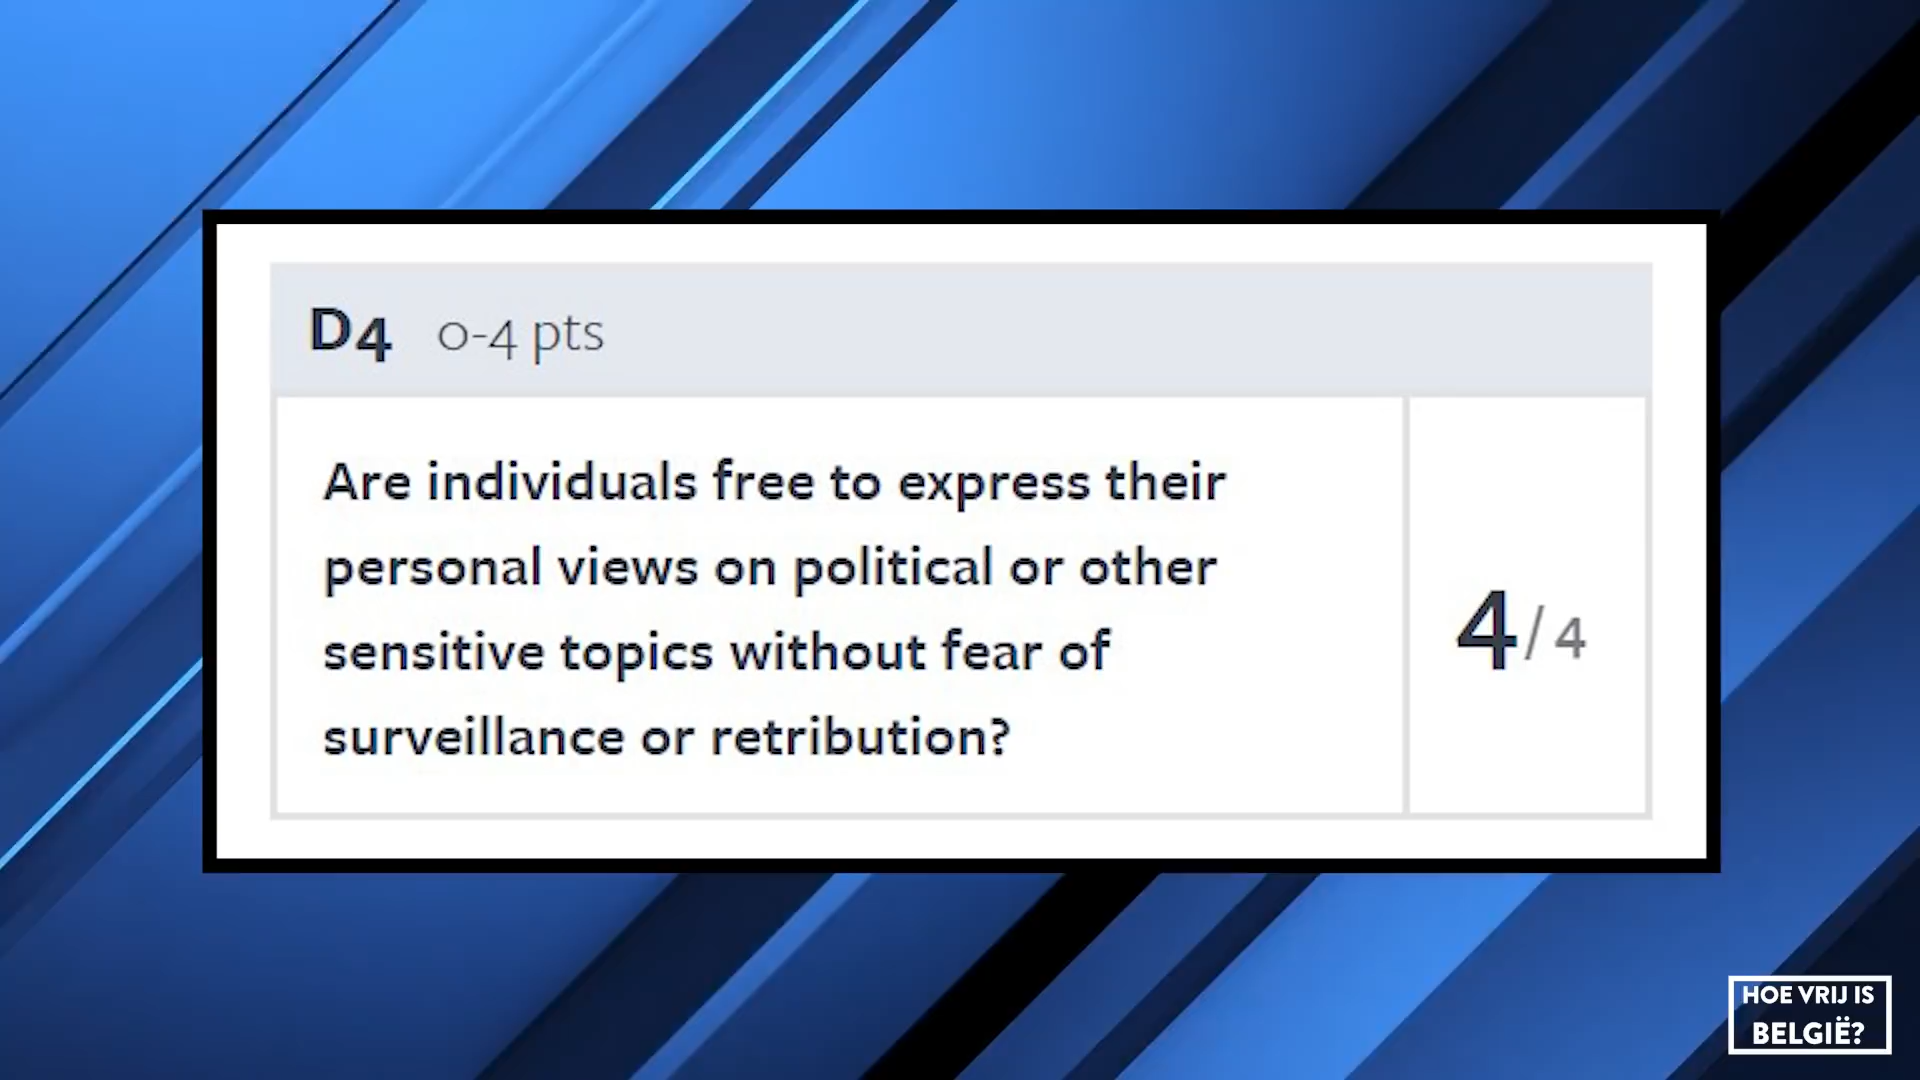 D4 0-4 pts
Are individuals free to express their
personal views on political or other
sensitive topics without fear of
surveillance or retribution?
4/4
HOE VRIJ IS
BELGIË?